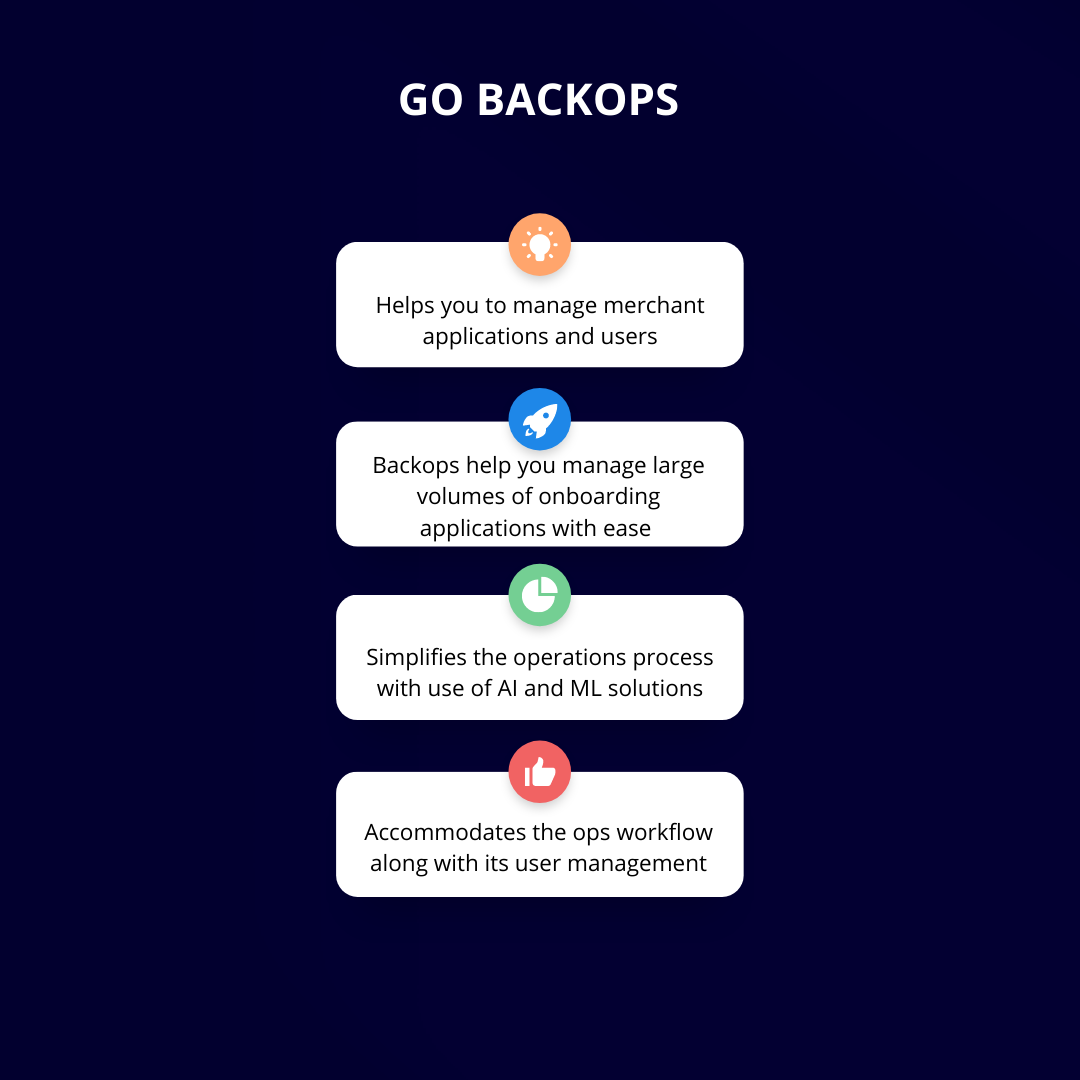 GO BACKOPS
Helps you to manage merchant
applications and users
Backops help you manage large
volumes of onboarding
applications with ease
Simplifies the operations process
with use of AI and ML solutions
Accommodates the ops workflow
along with its user management